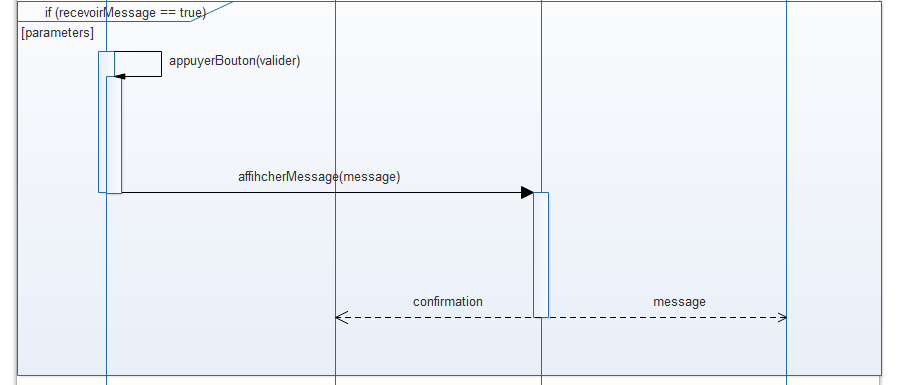 if (recevoirMessage == true)
[parameters]
appuyerBouton(valider)
affihcherMessage(message)
confirmation
message